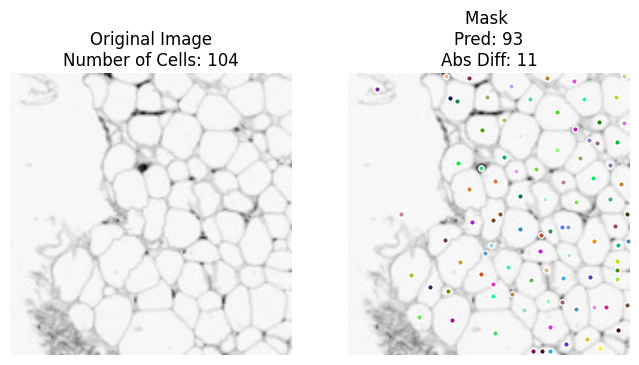 Original Image
Number of Cells: 104
Mask
Pred: 93
Abs Diff: 11